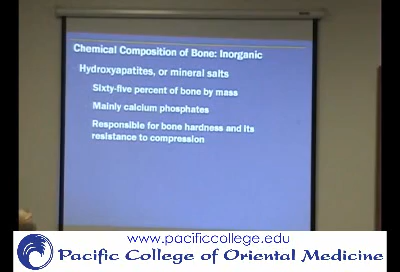 Chemical Composition of Bone: Inorganic
Hydroxyapatites, or mineral salts
Sixty-five percent of bone by mass
Mainly calcium phosphates
Responsible for bone hardness and its
resistance to compression
www.pacificcollege.edu
Pacific College of Oriental Medicine